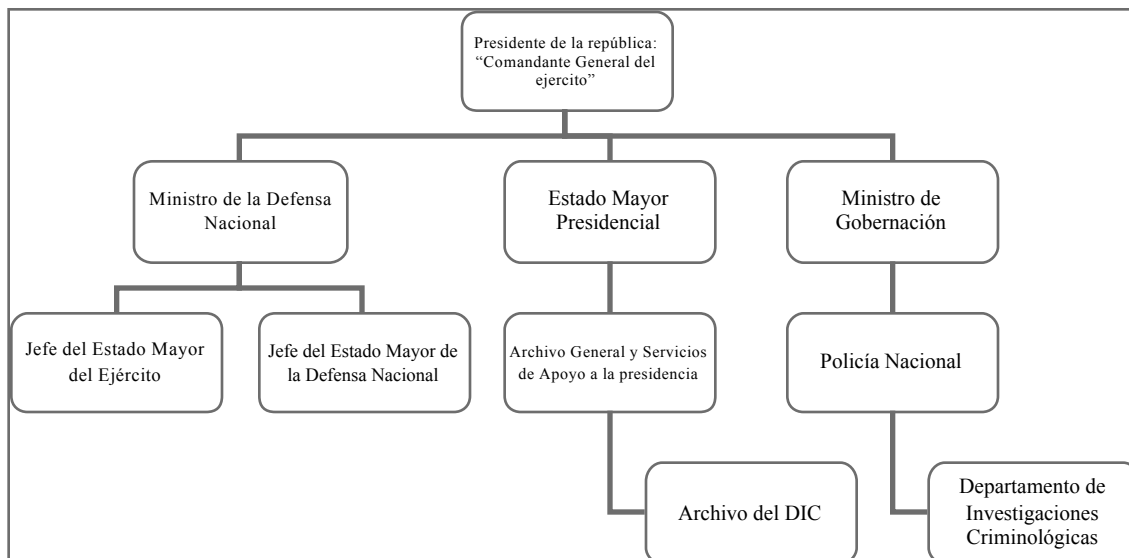 Presidente de la república:
“Comandante General del
ejercito”
Ministro de la Defensa
Nacional
Estado Mayor
Presidencial
Ministro de
Gobernación
Jefe del Estado Mayor
del Ejército
Jefe del Estado Mayor de
la Defensa Nacional
Archivo General y Servicios
de Apoyo a la presidencia
Policía Nacional
Archivo del DIC
Departamento de
Investigaciones
Criminológicas